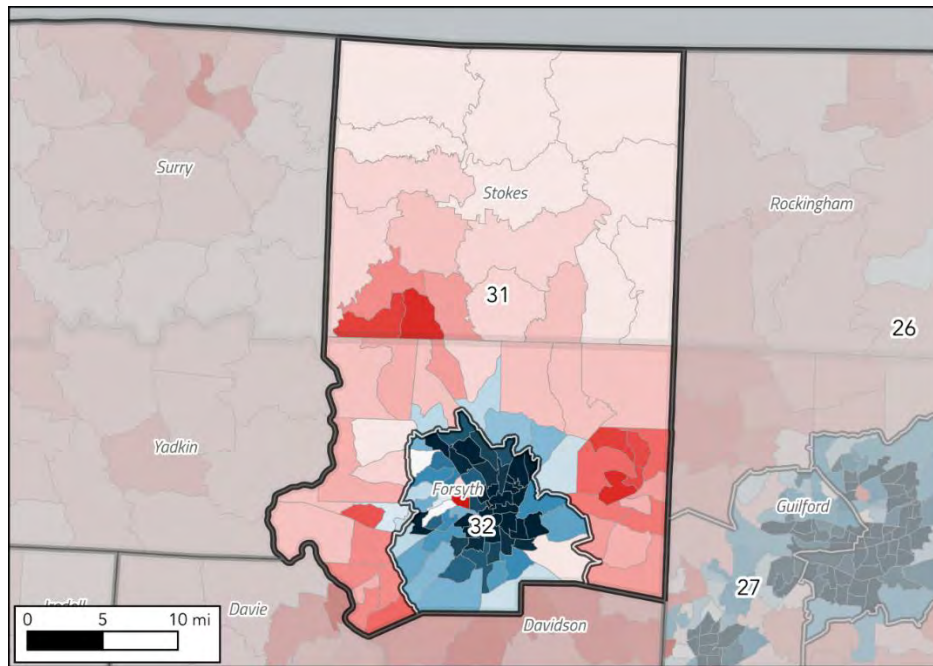 Surry
Stokes
Rockingham
31
26
Yadkin
Forsyth
Guilford
32
27
Davie
Davidson
0 5 10 mi